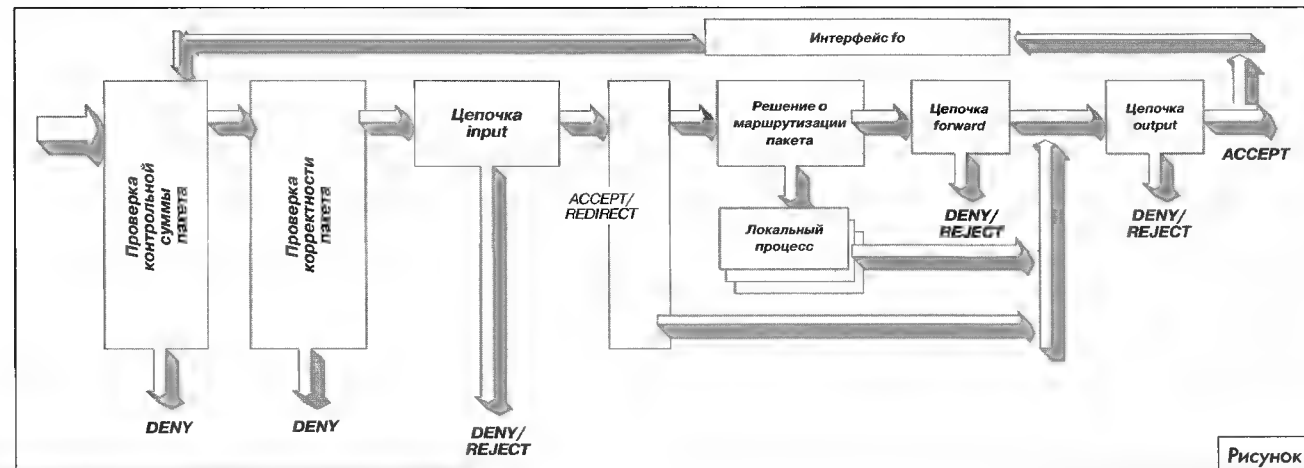 Интерфейс fo
Проверка
контрольной
суммы
пакета
Проверка
корректности
пакета
Цепочка
input
ACCEPT/
REDIRECT
Решение о
маршрутизации
пакета
Цепочка
forward
Цепочка
output
ACCEPT
Локальный
процесс
DENY/
REJECT
DENY/
REJECT
DENY
DENY
DENY/
REJECT
Рисунок